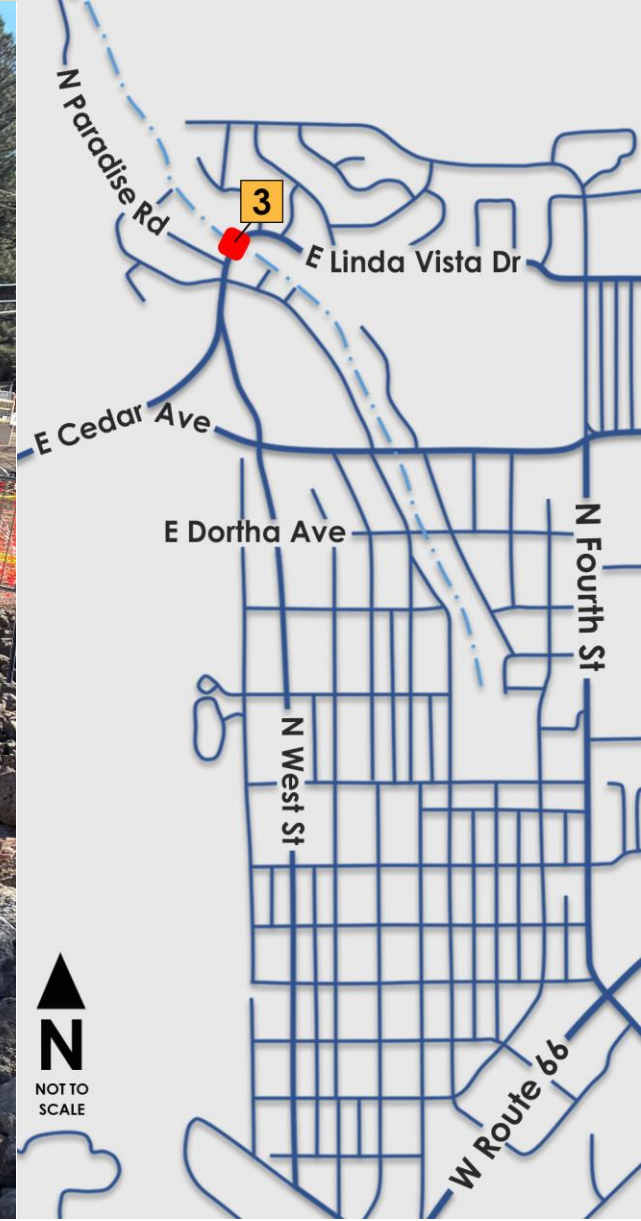 N Paradise Rd
3
E Linda Vista Dr
E Cedar Ave
E Dortha Ave
N Fourth St
N West St
W Route 66
N
NOT TO
SCALE